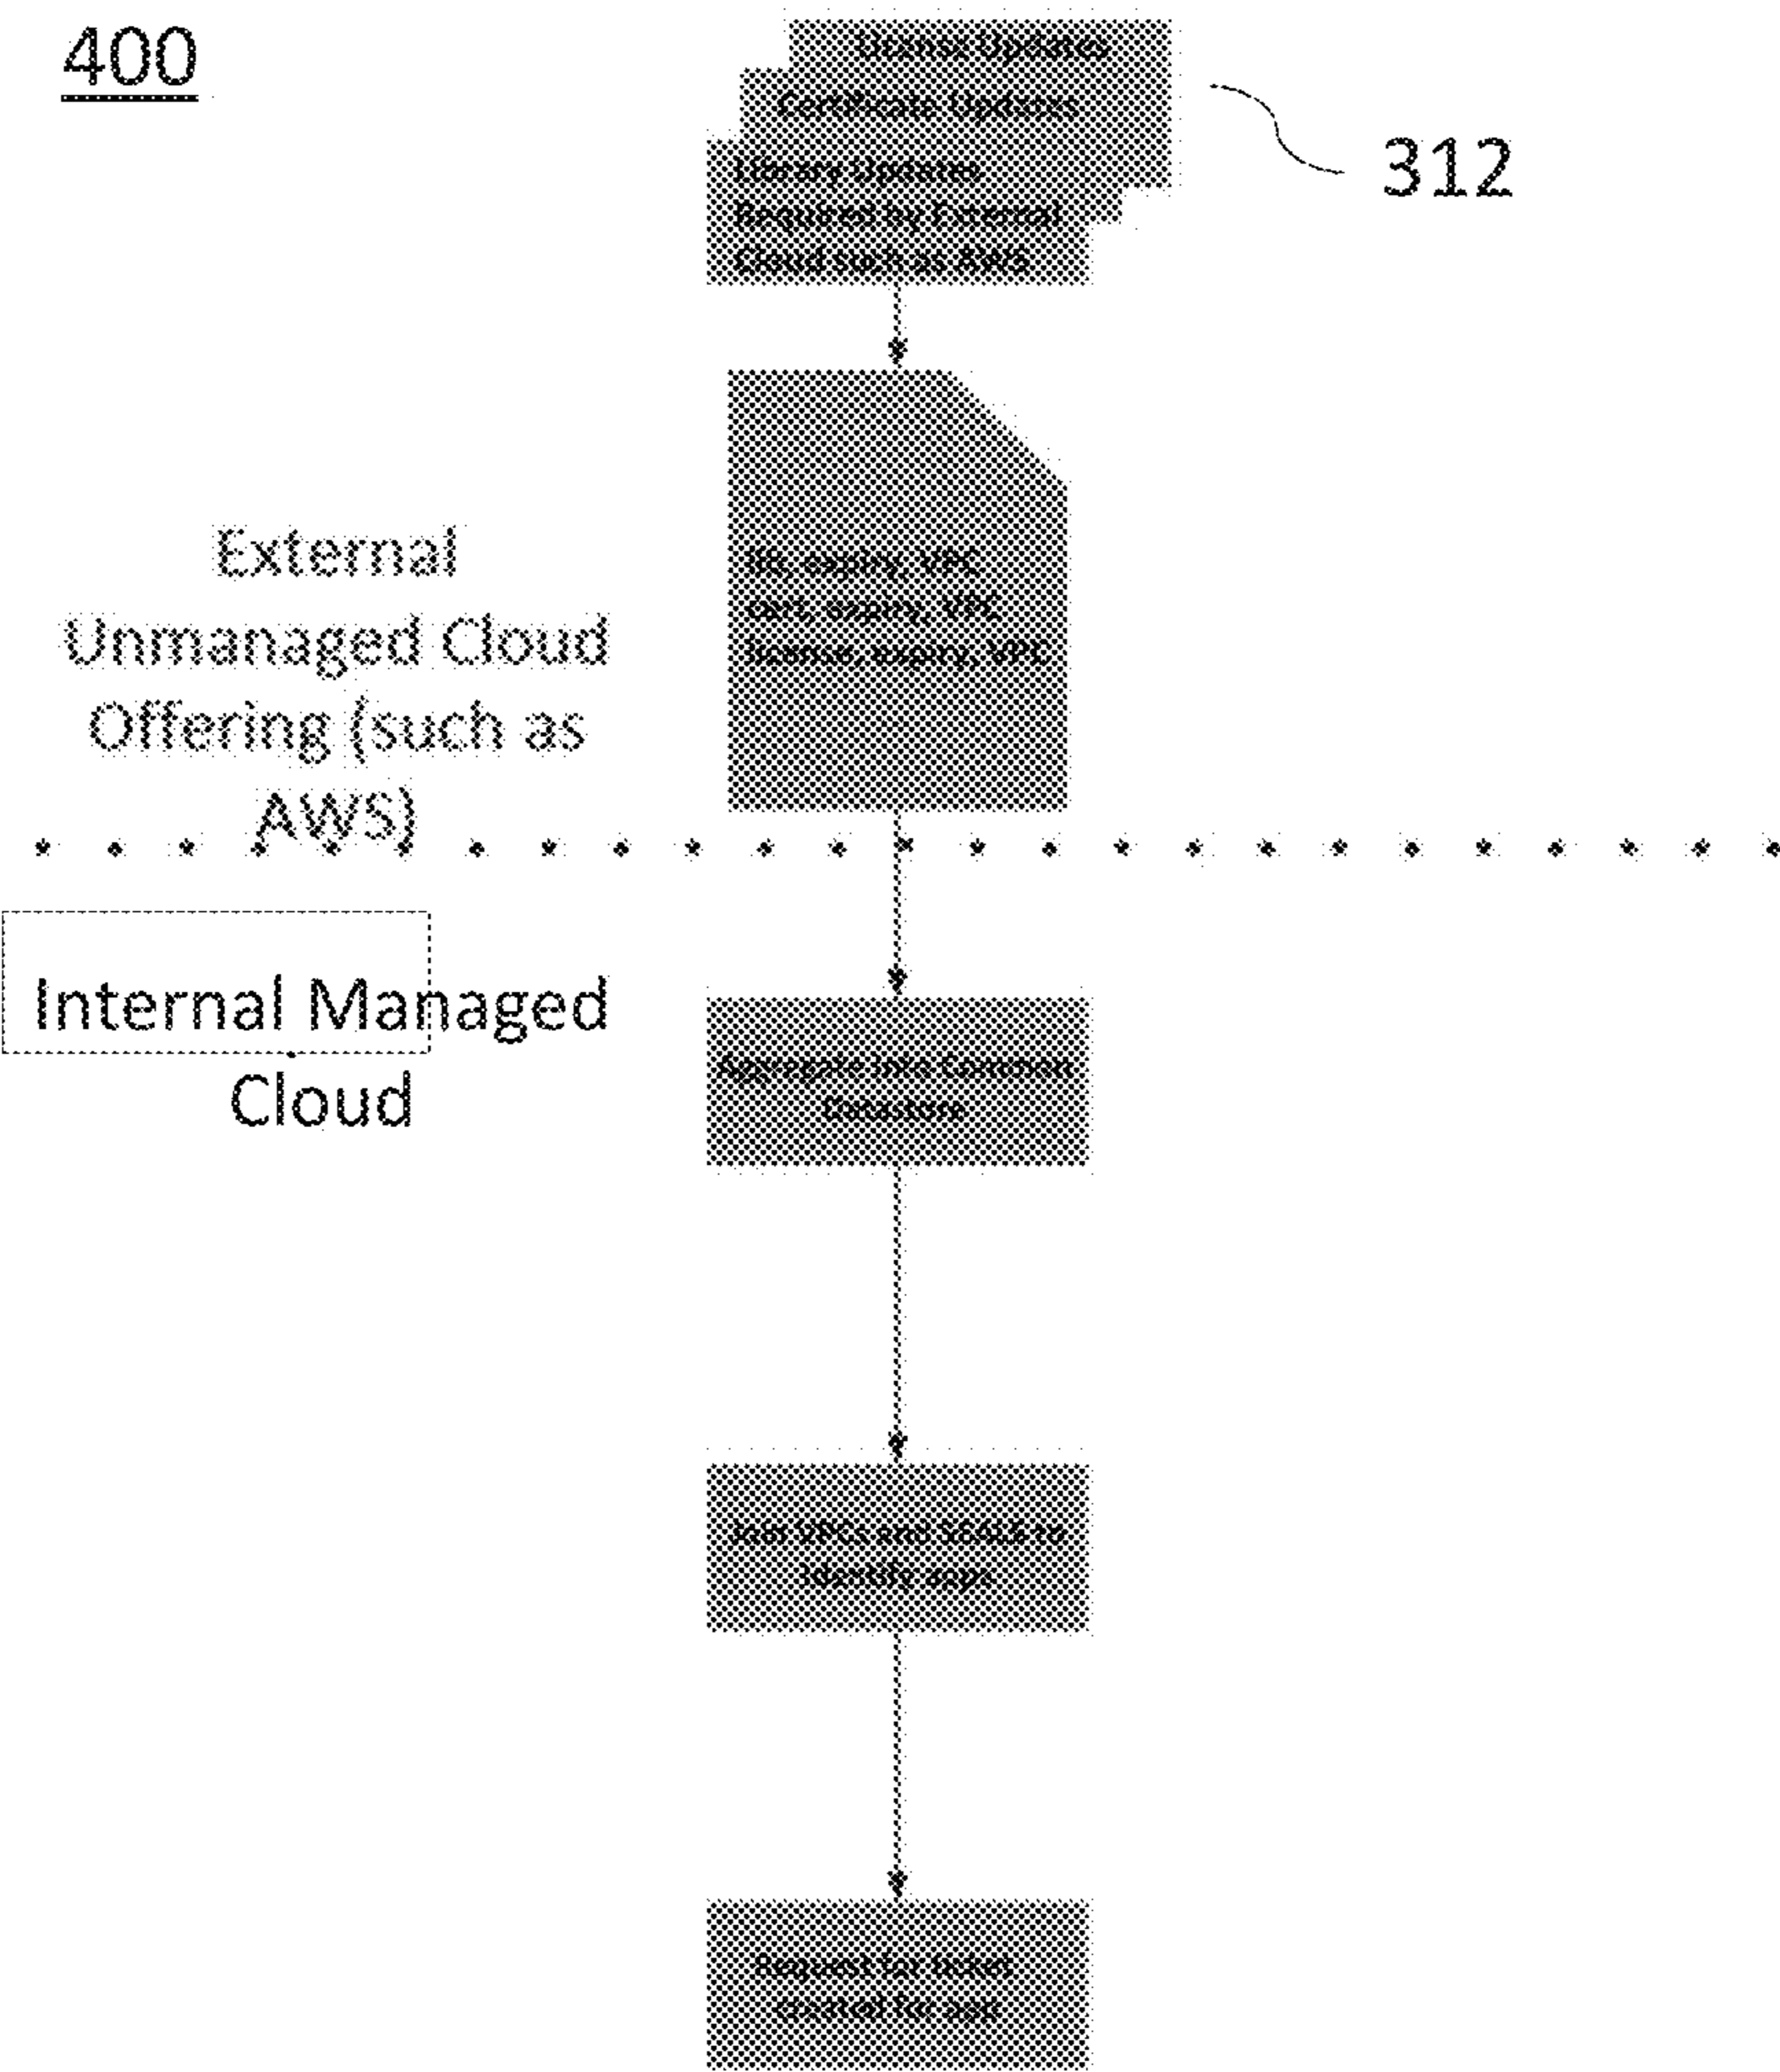 400
License Updates
Certificate Updates
312
Library Updates
Required by External
Cloud such as AWS
lib, expiry, VPC
cert, expiry, VPC
license, expiry, VPC
External
Unmanaged Cloud
Offering (such as
AWS)
Internal Managed
Cloud
Aggregate into Common
Datastore
Join VPCs and SEALs to
identify apps
Request for ticket
created for app